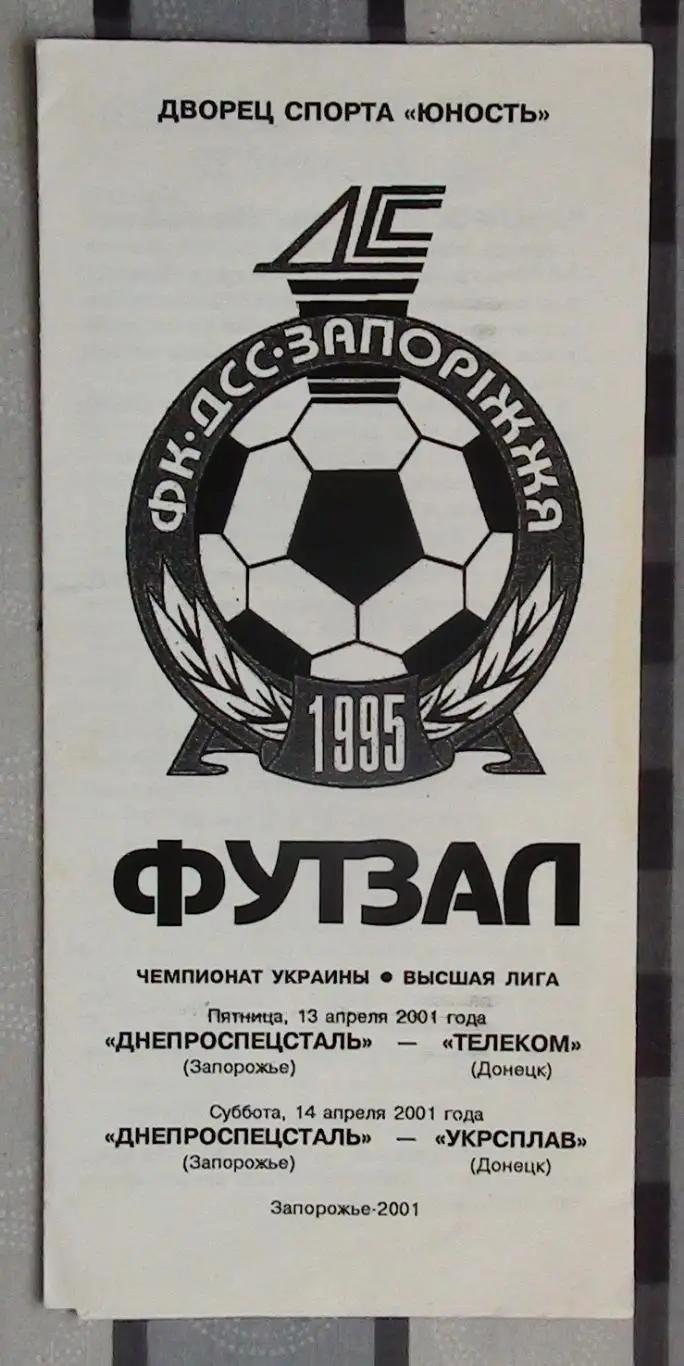 ДВОРЕЦ СПОРТА «ЮНОСТЬ»
ДСС
ФК·ДСС·ЗАПОРІЖЖЯ
1995
ФУТЗАЛ
ЧЕМПИОНАТ УКРАИНЫ ● ВЫСШАЯ ЛИГА
Пятница, 13 апреля 2001 года
«ДНЕПРОСПЕЦСТАЛЬ» — «ТЕЛЕКОМ»
(Запорожье) (Донецк)
Суббота, 14 апреля 2001 года
«ДНЕПРОСПЕЦСТАЛЬ» — «УКРСПЛАВ»
(Запорожье) (Донецк)
Запорожье-2001